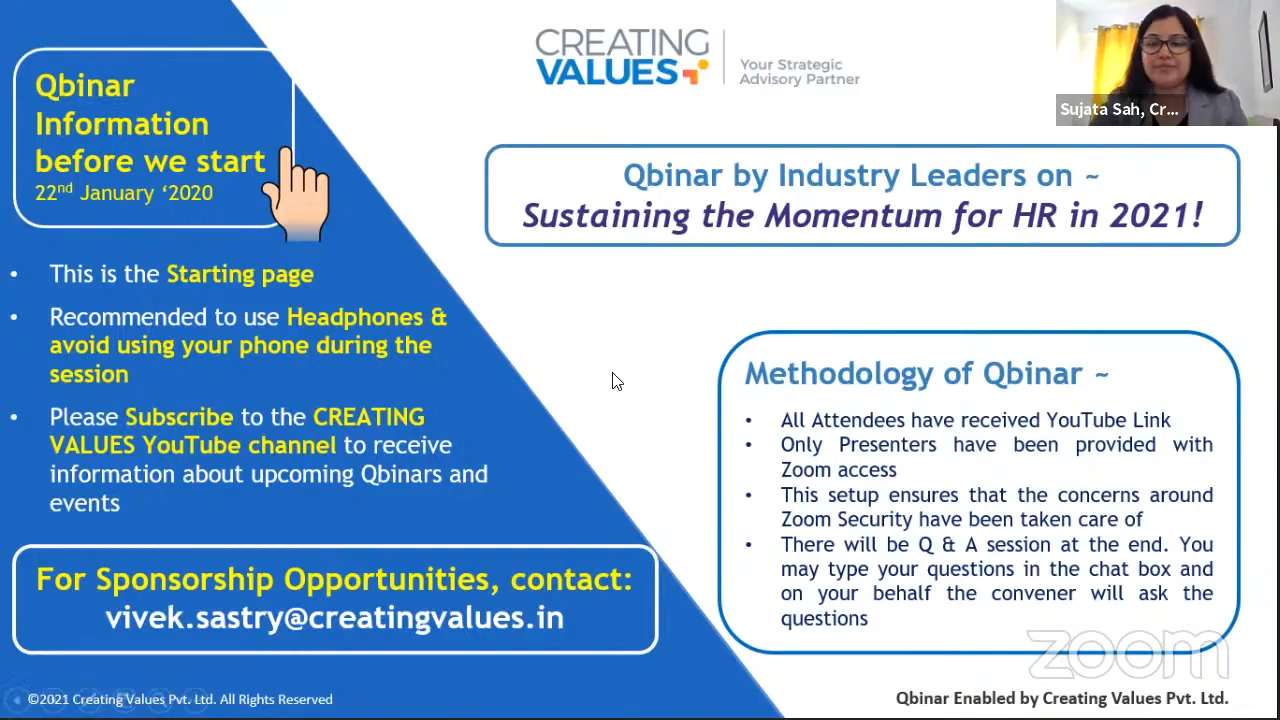 Qbinar
Information
before we start
22nd January ‘2020
• This is the Starting page
• Recommended to use Headphones &
avoid using your phone during the
session
• Please Subscribe to the CREATING
VALUES YouTube channel to receive
information about upcoming Qbinars and
events
For Sponsorship Opportunities, contact:
vivek.sastry@creatingvalues.in
©2021 Creating Values Pvt. Ltd. All Rights Reserved
CREATING
VALUES
Your Strategic
Advisory Partner
Sujata Sah, Cr...
Qbinar by Industry Leaders on ~
Sustaining the Momentum for HR in 2021!
Methodology of Qbinar ~
• All Attendees have received YouTube Link
• Only Presenters have been provided with
Zoom access
• This setup ensures that the concerns around
Zoom Security have been taken care of
• There will be Q & A session at the end. You
may type your questions in the chat box and
on your behalf the convener will ask the
questions
zoom
Qbinar Enabled by Creating Values Pvt. Ltd.